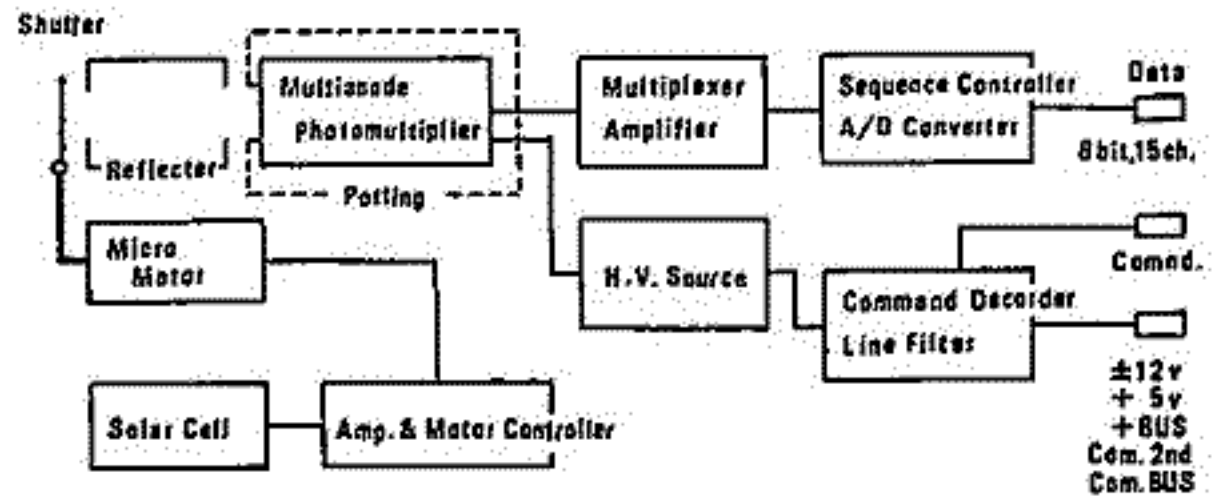 Shutter
Reflector
Multianode
Photomultiplier
Potting
Multiplexer
Amplifier
Sequence Controller
A/D Converter
Data
8bit,15ch.
Micro
Motor
H.V. Source
Command Decorder
Line Filter
Comnd.
±12v
+ 5v
+BUS
Com. 2nd
Com. BUS
Solar Cell
Amp. & Motor Controller